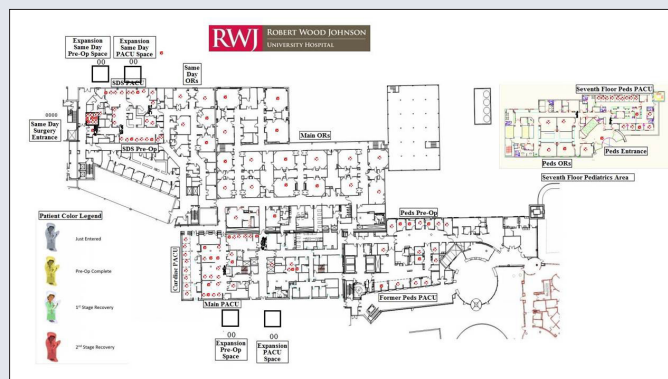 Expansion
Same Day
Pre-Op Space
00
Expansion
Same Day
PACU Space
00
RWJ
ROBERT WOOD JOHNSON
UNIVERSITY HOSPITAL
SDS PACU
Same
Day
ORs
Same Day
Surgery
Entrance
SDS Pre-Op
Main ORs
Seventh Floor Peds PACU
Peds ORs
Peds Entrance
Seventh Floor Pediatrics Area
Patient Color Legend
Just Entered
Pre-Op Complete
1st Stage Recovery
2nd Stage Recovery
Cardiac PACU
Peds Pre-Op
Main PACU
Former Peds PACU
00
Expansion
Pre-Op
Space
00
Expansion
PACU
Space